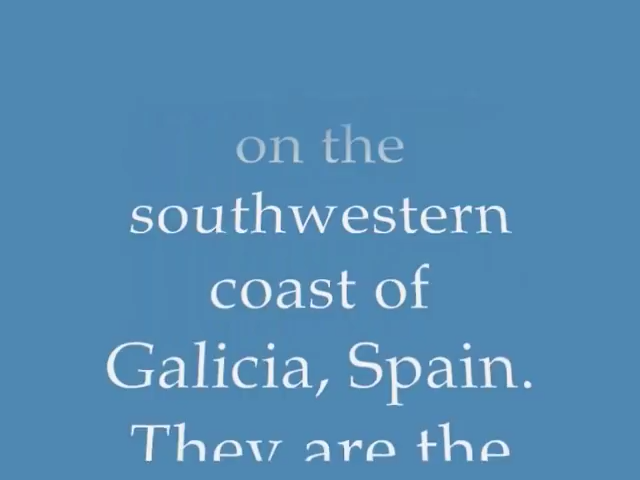 on the
southwestern
coast of
Galicia, Spain.
They are the